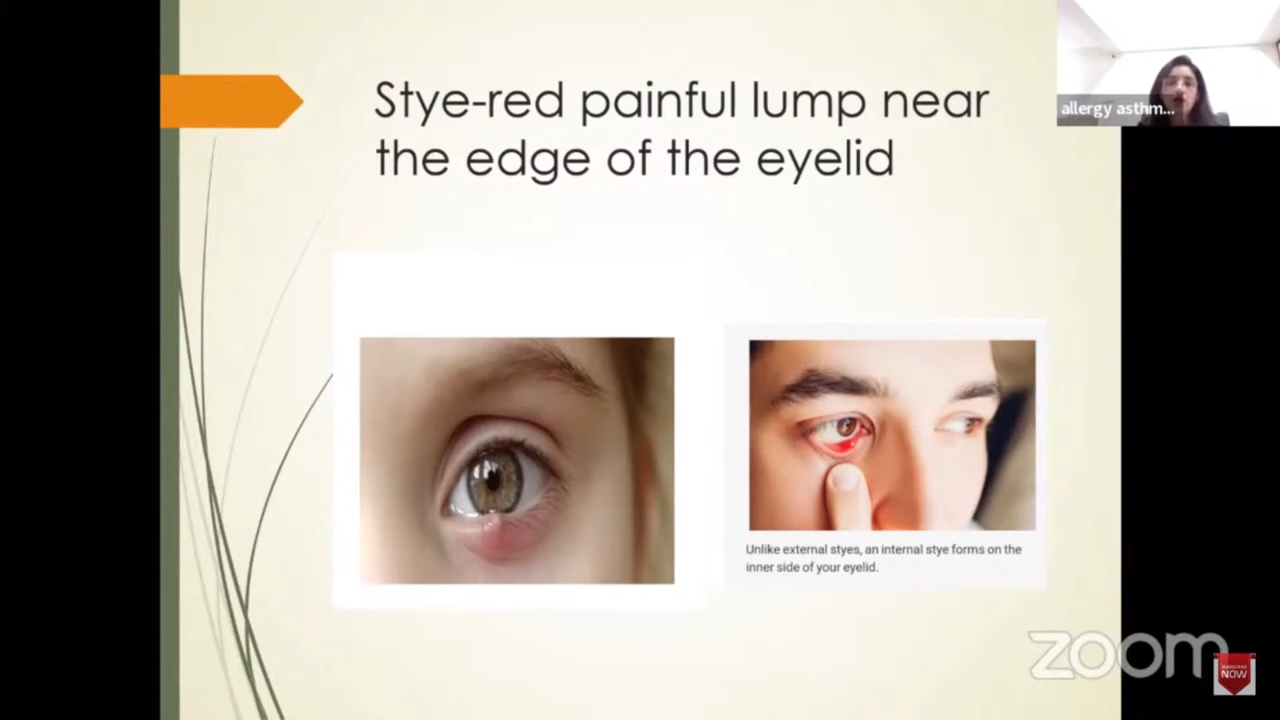 Stye-red painful lump near
the edge of the eyelid
allergy asthm...
Unlike external styes, an internal stye forms on the
inner side of your eyelid.
zoom
SUBSCRIBE
NOW